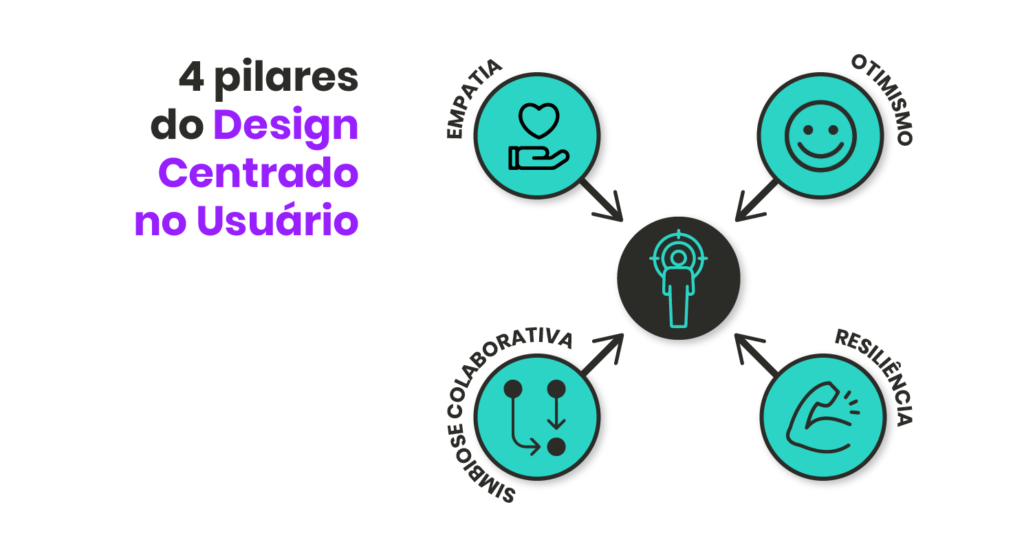 4 pilares
do Design
Centrado
no Usuário
EMPATIA
OTIMISMO
SIMBIOSE COLABORATIVA
RESILIÊNCIA